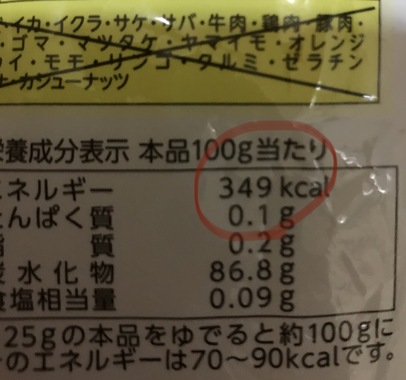 イカ・イクラ・サケ・サバ・牛肉・鶏肉・豚肉・
・ゴマ・マツタケ・ヤマイモ・オレンジ
イ・モモ・リンゴ・クルミ・ゼラチン
・カシューナッツ
栄養成分表示 本品100g当たり
エネルギー 349kcal
たんぱく質 0.1g
脂質 0.2g
炭水化物 86.8g
食塩相当量 0.09g
25gの本品をゆでると約100gに
のエネルギーは70～90kcalです。